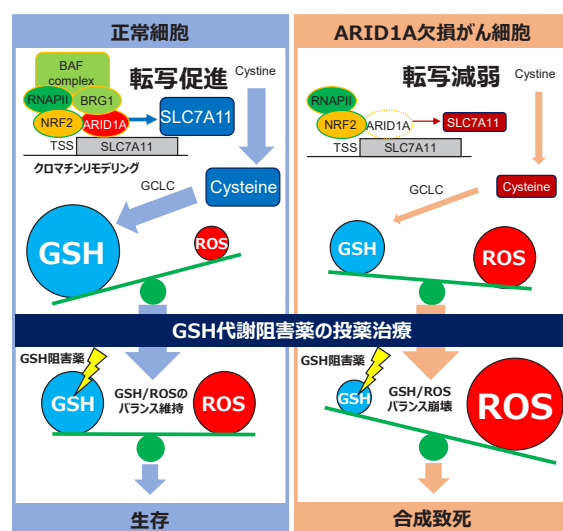 正常細胞
BAF
complex
RNAPII
BRG1
NRF2
ARID1A
転写促進
SLC7A11
Cystine
TSS
SLC7A11
クロマチンリモデリング
GCLC
Cysteine
GSH
ROS
ARID1A欠損がん細胞
RNAPII
NRF2
ARID1A
転写減弱
SLC7A11
Cystine
TSS
SLC7A11
GCLC
Cysteine
GSH
ROS
GSH代謝阻害薬の投薬治療
GSH阻害薬
GSH
GSH/ROSの
バランス維持
ROS
生存
GSH阻害薬
GSH
GSH/ROS
バランス崩壊
ROS
合成致死